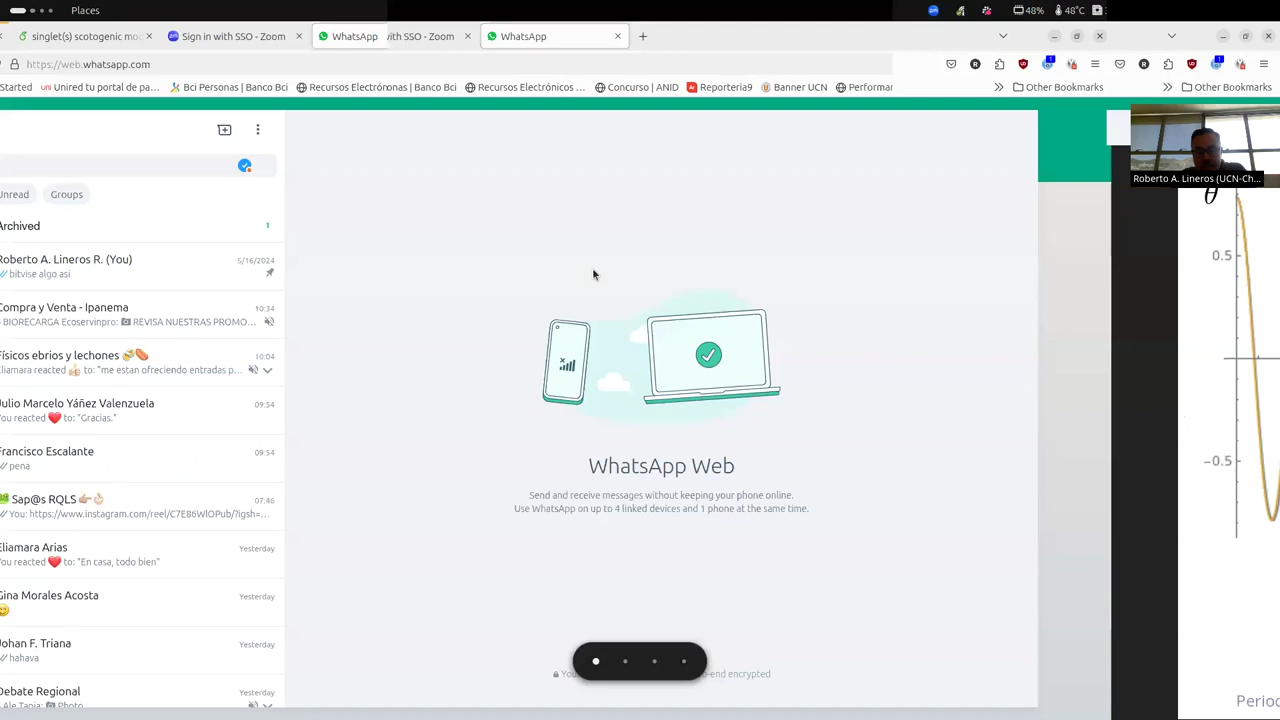 Places
48%
48°C
singlet(s) scotogenic mo
Sign in with SSO - Zoom
WhatsApp
ith SSO - Zoom
WhatsApp
https://web.whatsapp.com
Started
Unired tu portal de pa…
Bci Personas | Banco Bci
Recursos Electrónonas | Banco Bci
Recursos Electrónicos …
Concurso | ANID
Reporteria9
Banner UCN
Performar
Other Bookmarks
Other Bookmarks
Roberto A. Lineros (UCN-Ch...
Unread
Groups
Archived
1
Roberto A. Lineros R. (You)
5/16/2024
bitvise algo asi
Compra y Venta - Ipanema
10:34
BIORECARGA Ecoservinpro: REVISA NUESTRAS PROMO…
Físicos ebrios y lechones
10:04
Eliamara reacted 👍🏻 to: "me estan ofreciendo entradas p…
Julio Marcelo Yáñez Valenzuela
09:54
You reacted ❤️ to: "Gracias."
Francisco Escalante
09:54
pena
Sap@s RQLS
07:46
You: https://www.instagram.com/reel/C7E86WlOPub/?igsh=…
Eliamara Arias
Yesterday
You reacted ❤️ to: "En casa, todo bien"
Gina Morales Acosta
Yesterday
Johan F. Triana
Yesterday
hahava
Debate Regional
Yesterday
Ale Tapia: Photo
WhatsApp Web
Send and receive messages without keeping your phone online.
Use WhatsApp on up to 4 linked devices and 1 phone at the same time.
You
o-end encrypted
θ
0.5
−0.5
Period